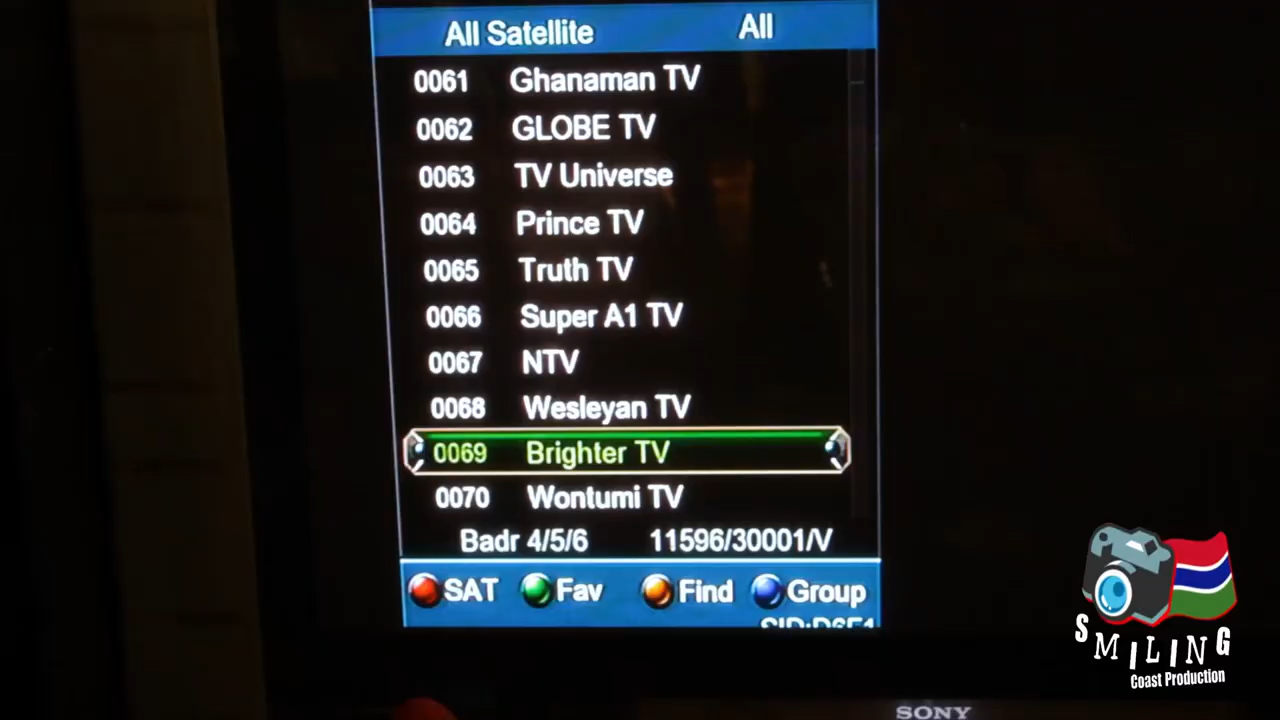 All Satellite All
0061 Ghanaman TV
0062 GLOBE TV
0063 TV Universe
0064 Prince TV
0065 Truth TV
0066 Super A1 TV
0067 NTV
0068 Wesleyan TV
0069 Brighter TV
0070 Wontumi TV
Badr 4/5/6 11596/30001/V
SAT Fav Find Group
SMILING
Coast Production
SONY